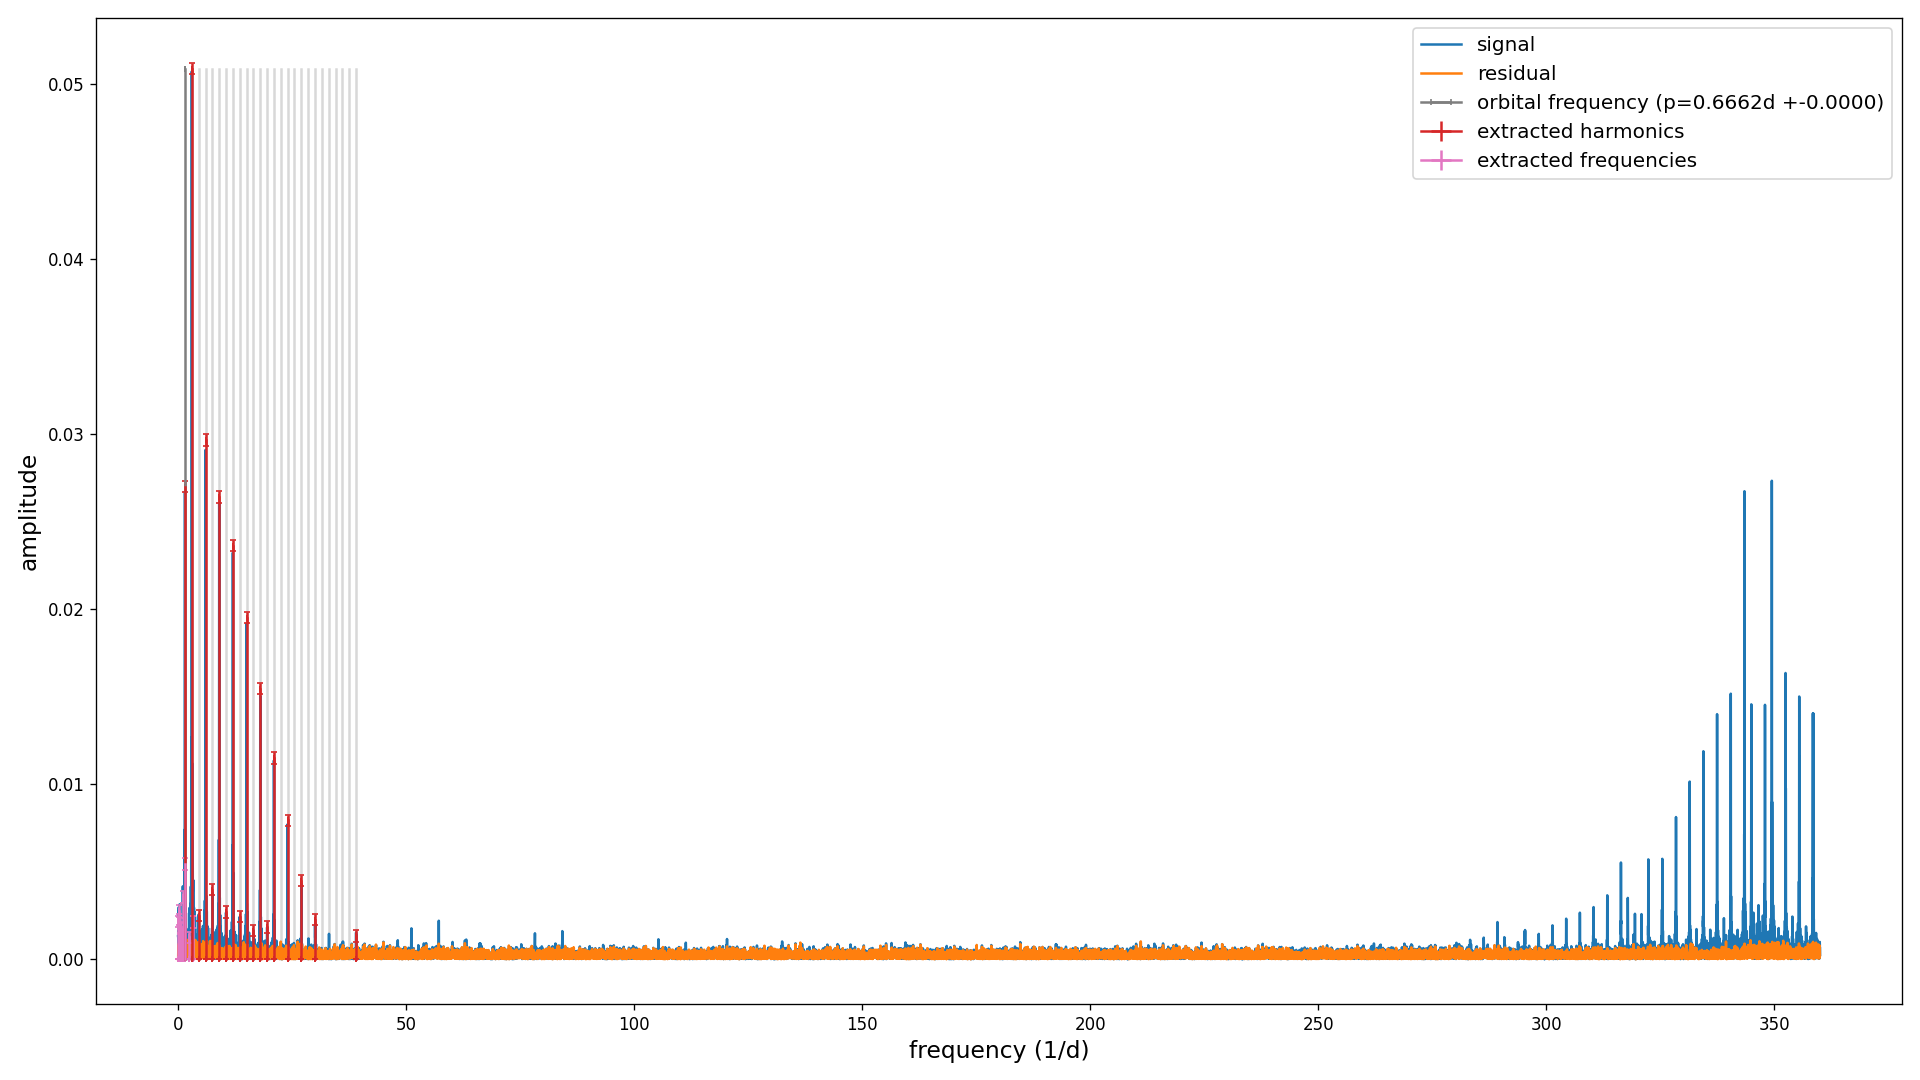 signal
residual
orbital frequency (p=0.6662d +-0.0000)
extracted harmonics
extracted frequencies
0.05
0.04
0.03
0.02
0.01
0.00
amplitude
0 50 100 150 200 250 300 350
frequency (1/d)